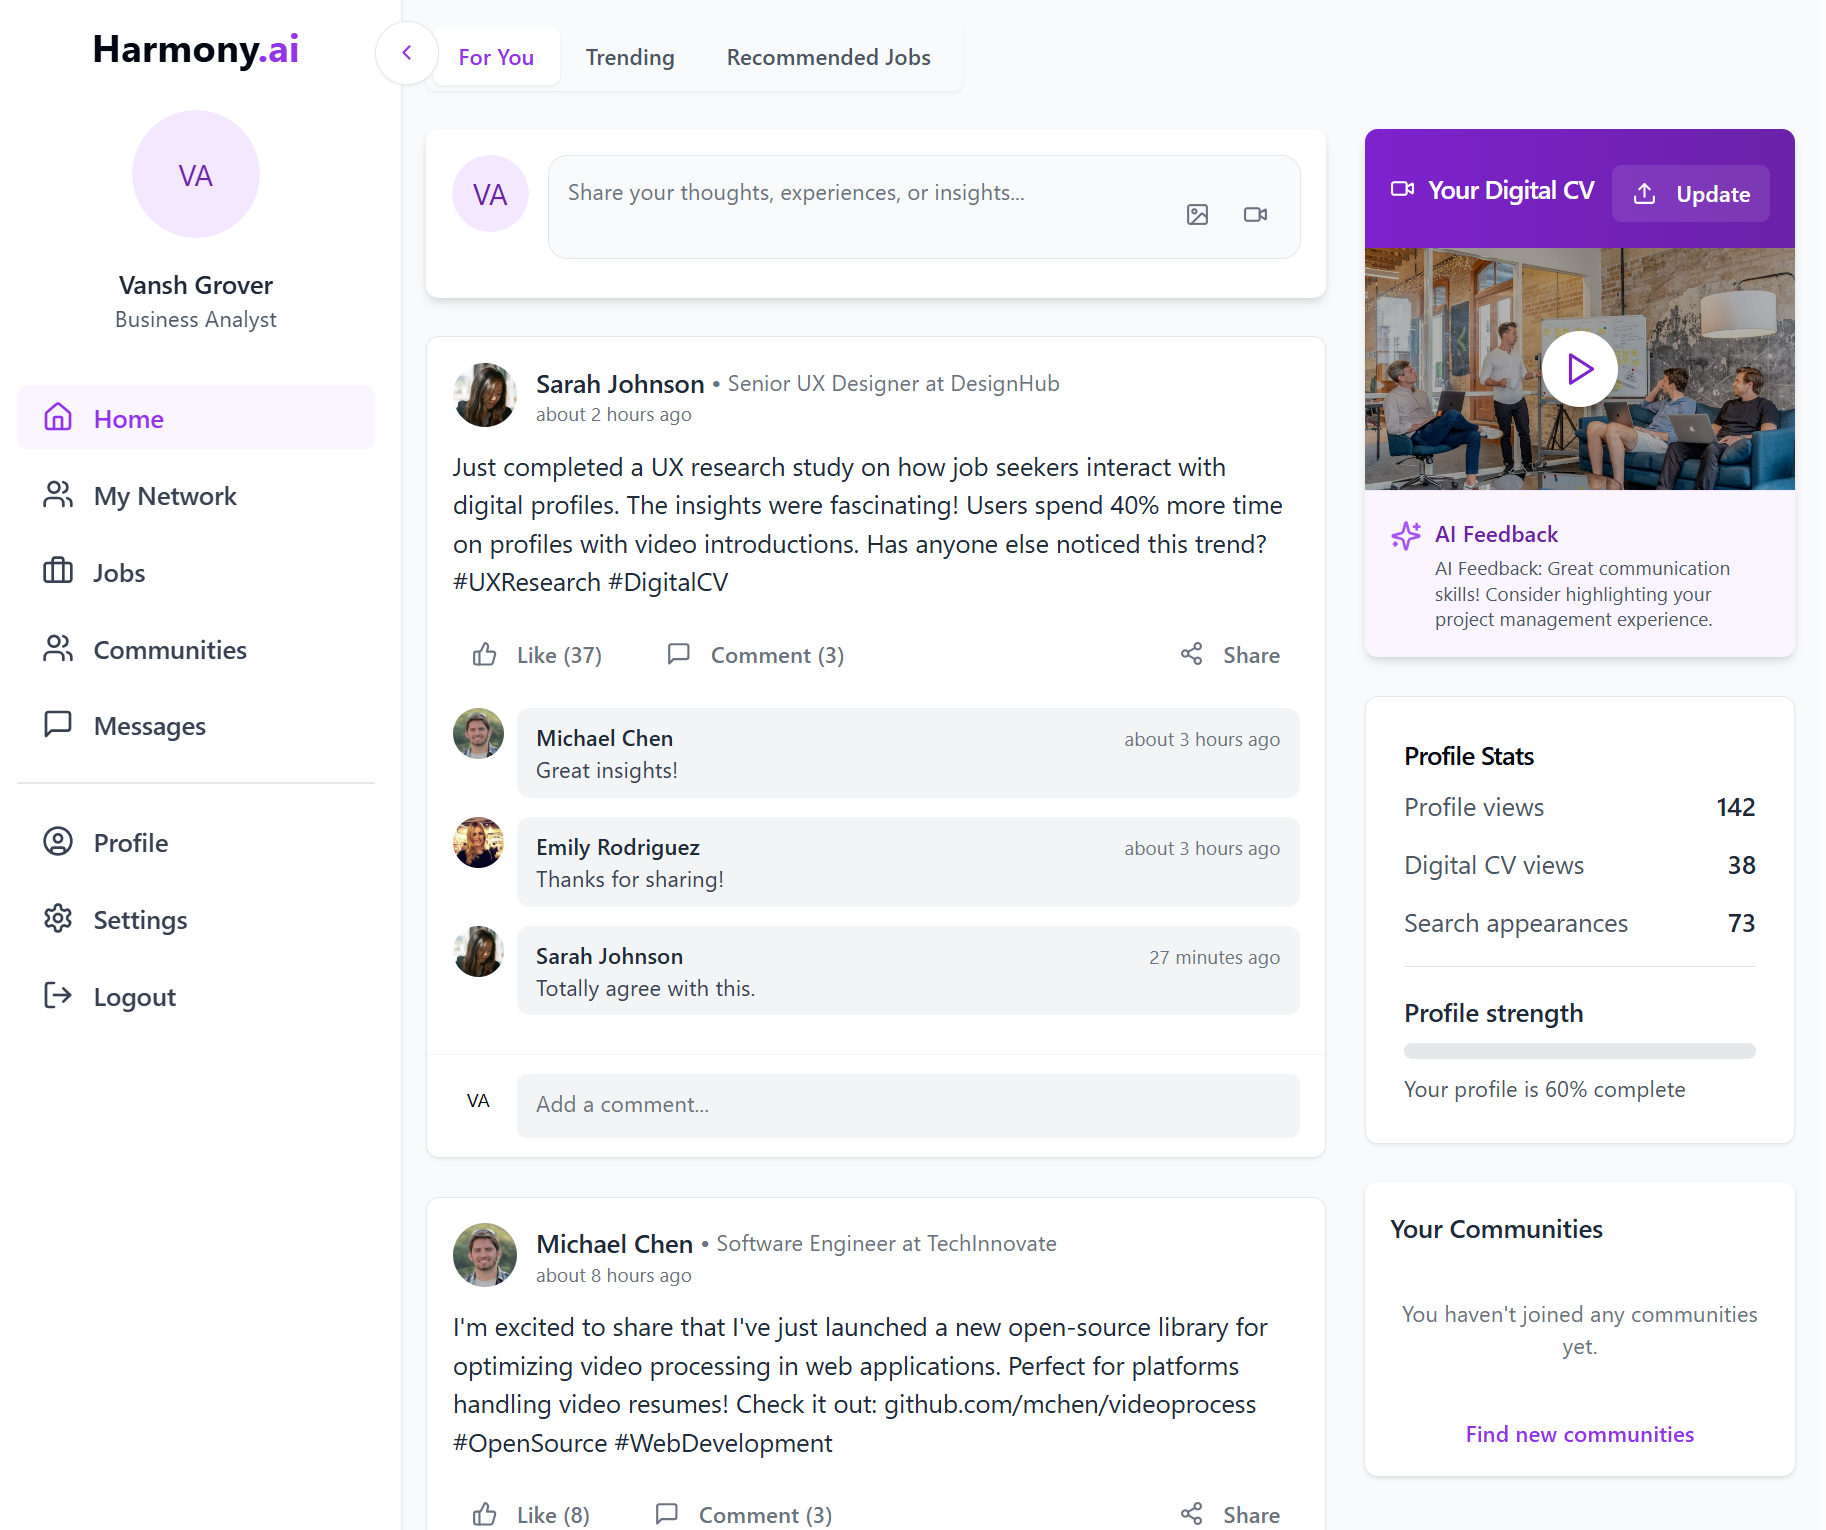 Harmony.ai
VA
Vansh Grover
Business Analyst
Home
My Network
Jobs
Communities
Messages
Profile
Settings
Logout
For You
Trending
Recommended Jobs
VA
Share your thoughts, experiences, or insights...
Sarah Johnson • Senior UX Designer at DesignHub
about 2 hours ago
Just completed a UX research study on how job seekers interact with
digital profiles. The insights were fascinating! Users spend 40% more time
on profiles with video introductions. Has anyone else noticed this trend?
#UXResearch #DigitalCV
Like (37)
Comment (3)
Share
Michael Chen
about 3 hours ago
Great insights!
Emily Rodriguez
about 3 hours ago
Thanks for sharing!
Sarah Johnson
27 minutes ago
Totally agree with this.
VA
Add a comment...
Michael Chen • Software Engineer at TechInnovate
about 8 hours ago
I'm excited to share that I've just launched a new open-source library for
optimizing video processing in web applications. Perfect for platforms
handling video resumes! Check it out: github.com/mchen/videoprocess
#OpenSource #WebDevelopment
Like (8)
Comment (3)
Share
Your Digital CV
Update
AI Feedback
AI Feedback: Great communication
skills! Consider highlighting your
project management experience.
Profile Stats
Profile views
142
Digital CV views
38
Search appearances
73
Profile strength
Your profile is 60% complete
Your Communities
You haven't joined any communities
yet.
Find new communities